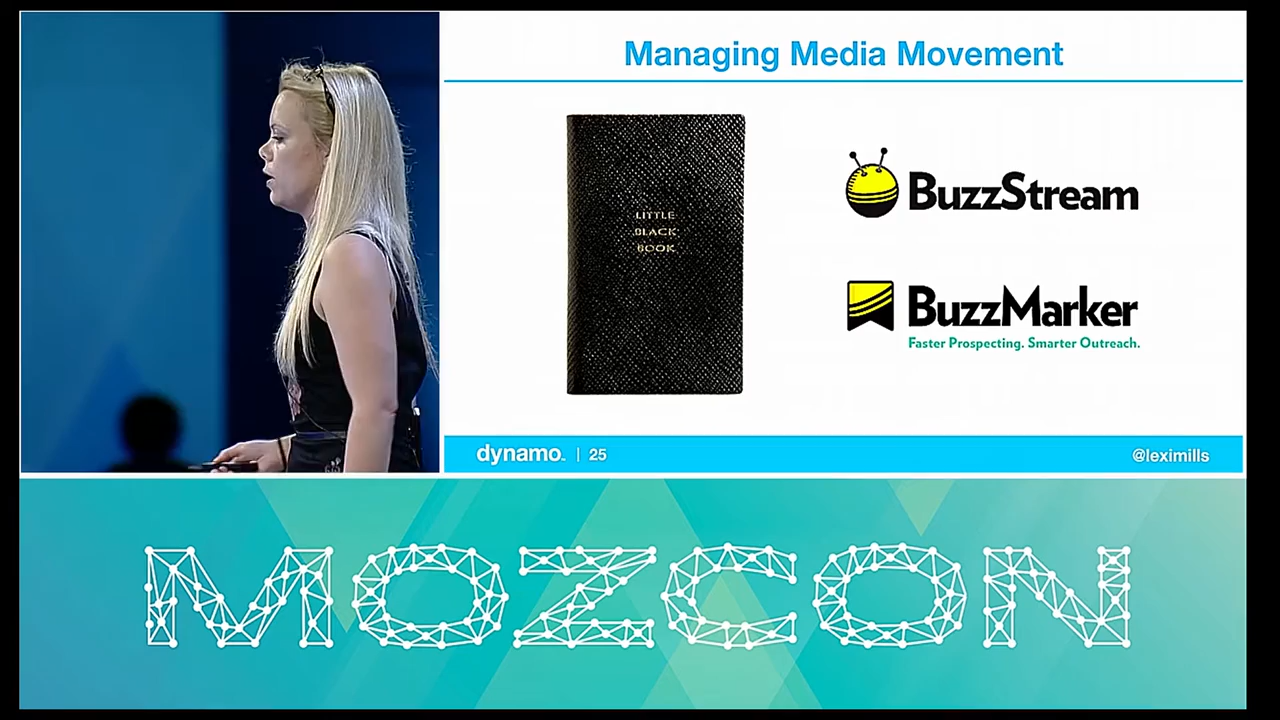 Managing Media Movement
LITTLE
BLACK
BOOK
BuzzStream
BuzzMarker
Faster Prospecting. Smarter Outreach.
dynamo. | 25
@leximills
MOZCON